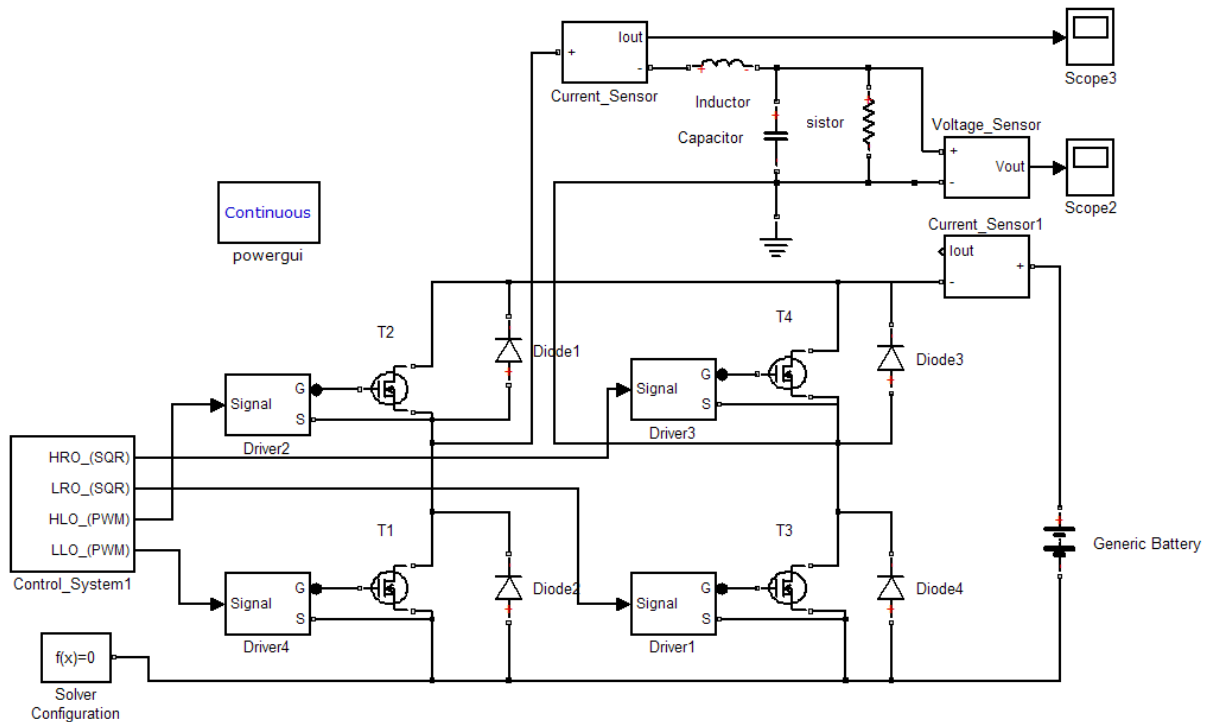 Iout
+
-
Current_Sensor
Scope3
Inductor
Capacitor
sistor
Voltage_Sensor
+
Vout
-
Scope2
Continuous
powergui
Current_Sensor1
Iout
+
-
T2
Diode1
T4
Diode3
Signal
G
S
Driver2
Signal
G
S
Driver3
HRO_(SQR)
LRO_(SQR)
HLO_(PWM)
LLO_(PWM)
Control_System1
T1
Diode2
T3
Diode4
Generic Battery
Signal
G
S
Driver4
Signal
G
S
Driver1
f(x)=0
Solver
Configuration